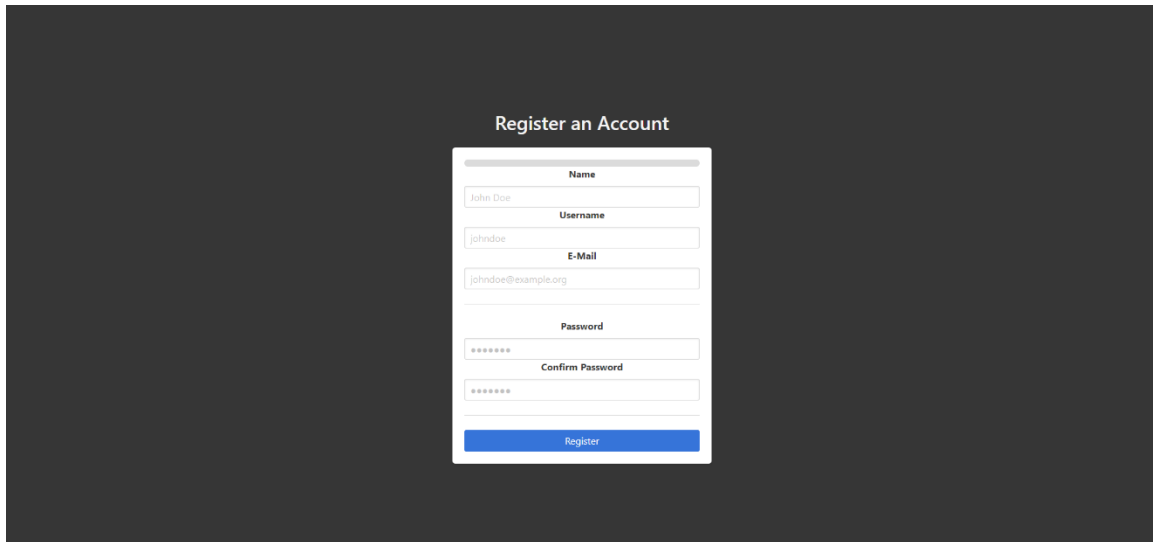 Register an Account
Name
John Doe
Username
johndoe
E-Mail
johndoe@example.org
Password
●●●●●●●
Confirm Password
●●●●●●●
Register